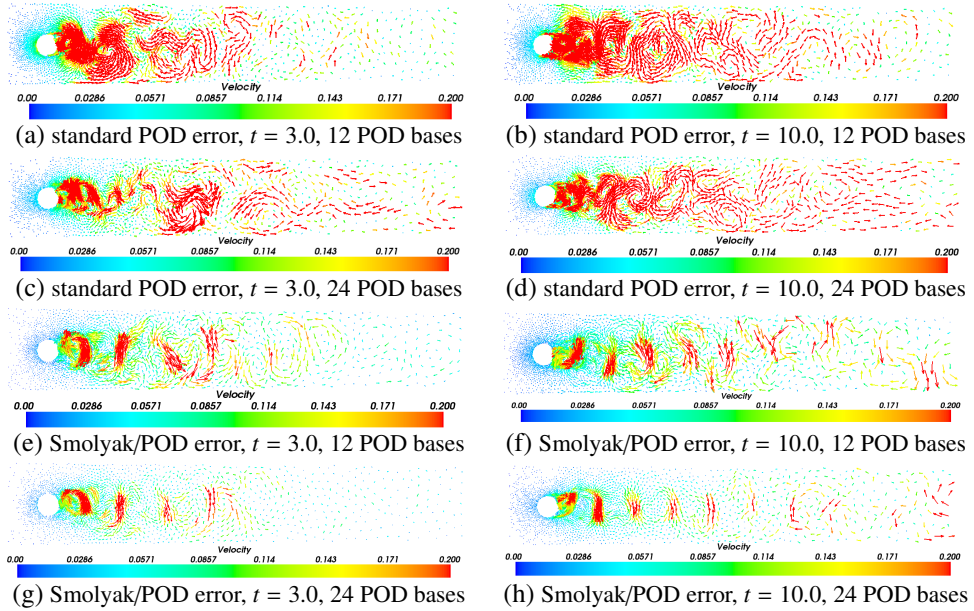 Velocity
0.00 0.0286 0.0571 0.0857 0.114 0.143 0.171 0.200
(a) standard POD error, t = 3.0, 12 POD bases
Velocity
0.00 0.0286 0.0571 0.0857 0.114 0.143 0.171 0.200
(b) standard POD error, t = 10.0, 12 POD bases
Velocity
0.00 0.0286 0.0571 0.0857 0.114 0.143 0.171 0.200
(c) standard POD error, t = 3.0, 24 POD bases
Velocity
0.00 0.0286 0.0571 0.0857 0.114 0.143 0.171 0.200
(d) standard POD error, t = 10.0, 24 POD bases
Velocity
0.00 0.0286 0.0571 0.0857 0.114 0.143 0.171 0.200
(e) Smolyak/POD error, t = 3.0, 12 POD bases
Velocity
0.00 0.0286 0.0571 0.0857 0.114 0.143 0.171 0.200
(f) Smolyak/POD error, t = 10.0, 12 POD bases
Velocity
0.00 0.0286 0.0571 0.0857 0.114 0.143 0.171 0.200
(g) Smolyak/POD error, t = 3.0, 24 POD bases
Velocity
0.00 0.0286 0.0571 0.0857 0.114 0.143 0.171 0.200
(h) Smolyak/POD error, t = 10.0, 24 POD bases